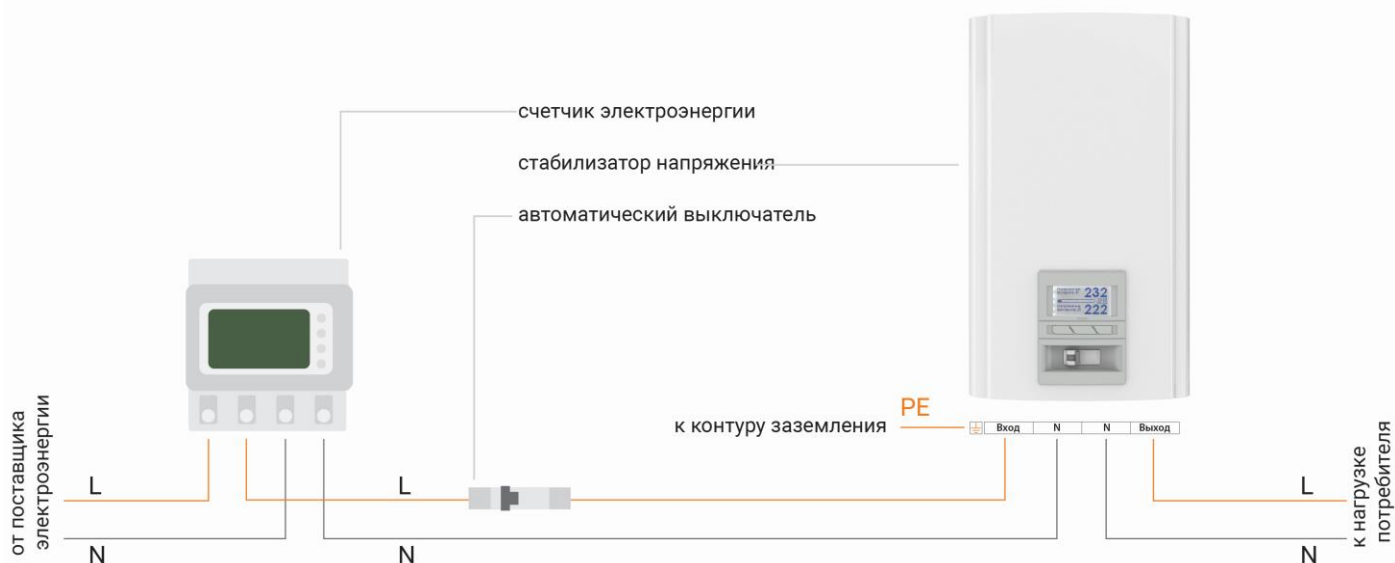 счетчик электроэнергии
стабилизатор напряжения
автоматический выключатель
232
222
от поставщика
электроэнергии
к контуру заземления
PE
Вход
N
N
Выход
L
L
L
N
N
N
к нагрузке
потребителя